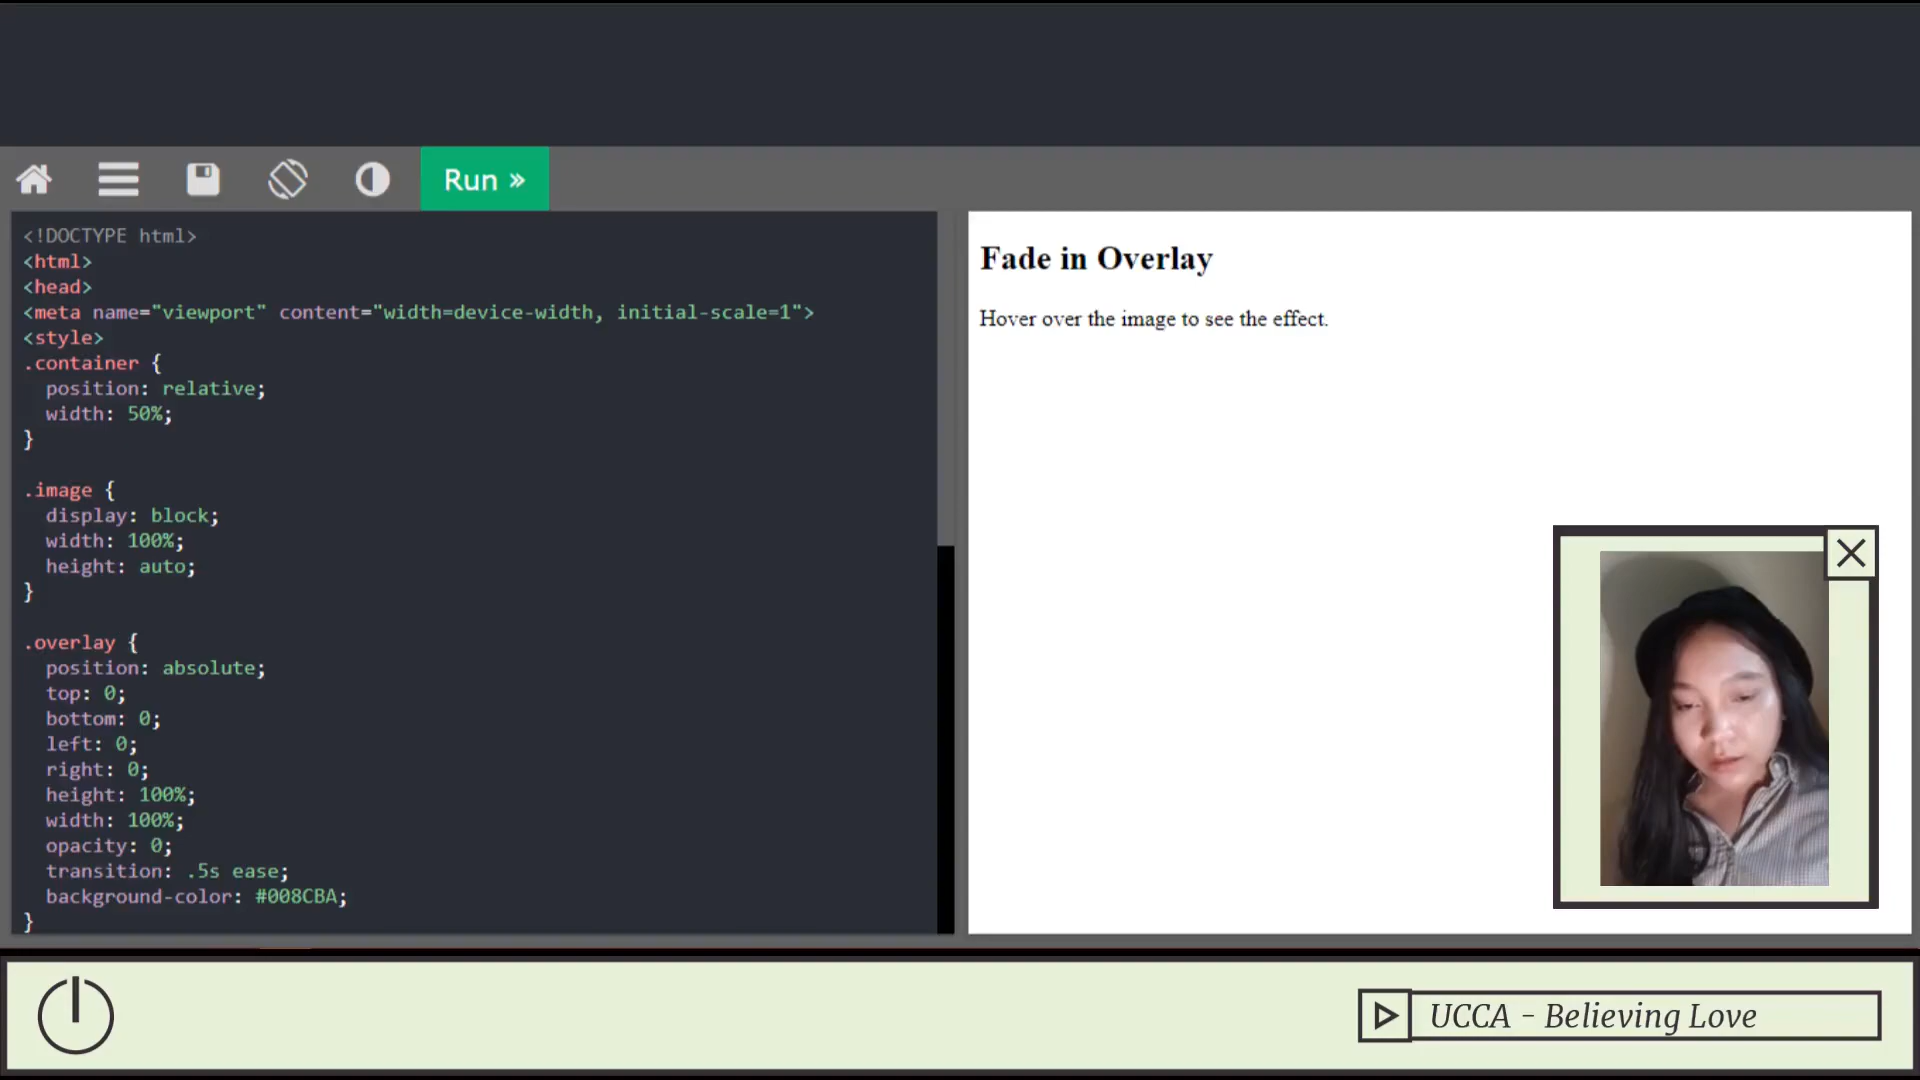 Run »
<!DOCTYPE html>
<html>
<head>
<meta name="viewport" content="width=device-width, initial-scale=1">
<style>
.container {
  position: relative;
  width: 50%;
}

.image {
  display: block;
  width: 100%;
  height: auto;
}

.overlay {
  position: absolute;
  top: 0;
  bottom: 0;
  left: 0;
  right: 0;
  height: 100%;
  width: 100%;
  opacity: 0;
  transition: .5s ease;
  background-color: #008CBA;
}
Fade in Overlay
Hover over the image to see the effect.
UCCA - Believing Love